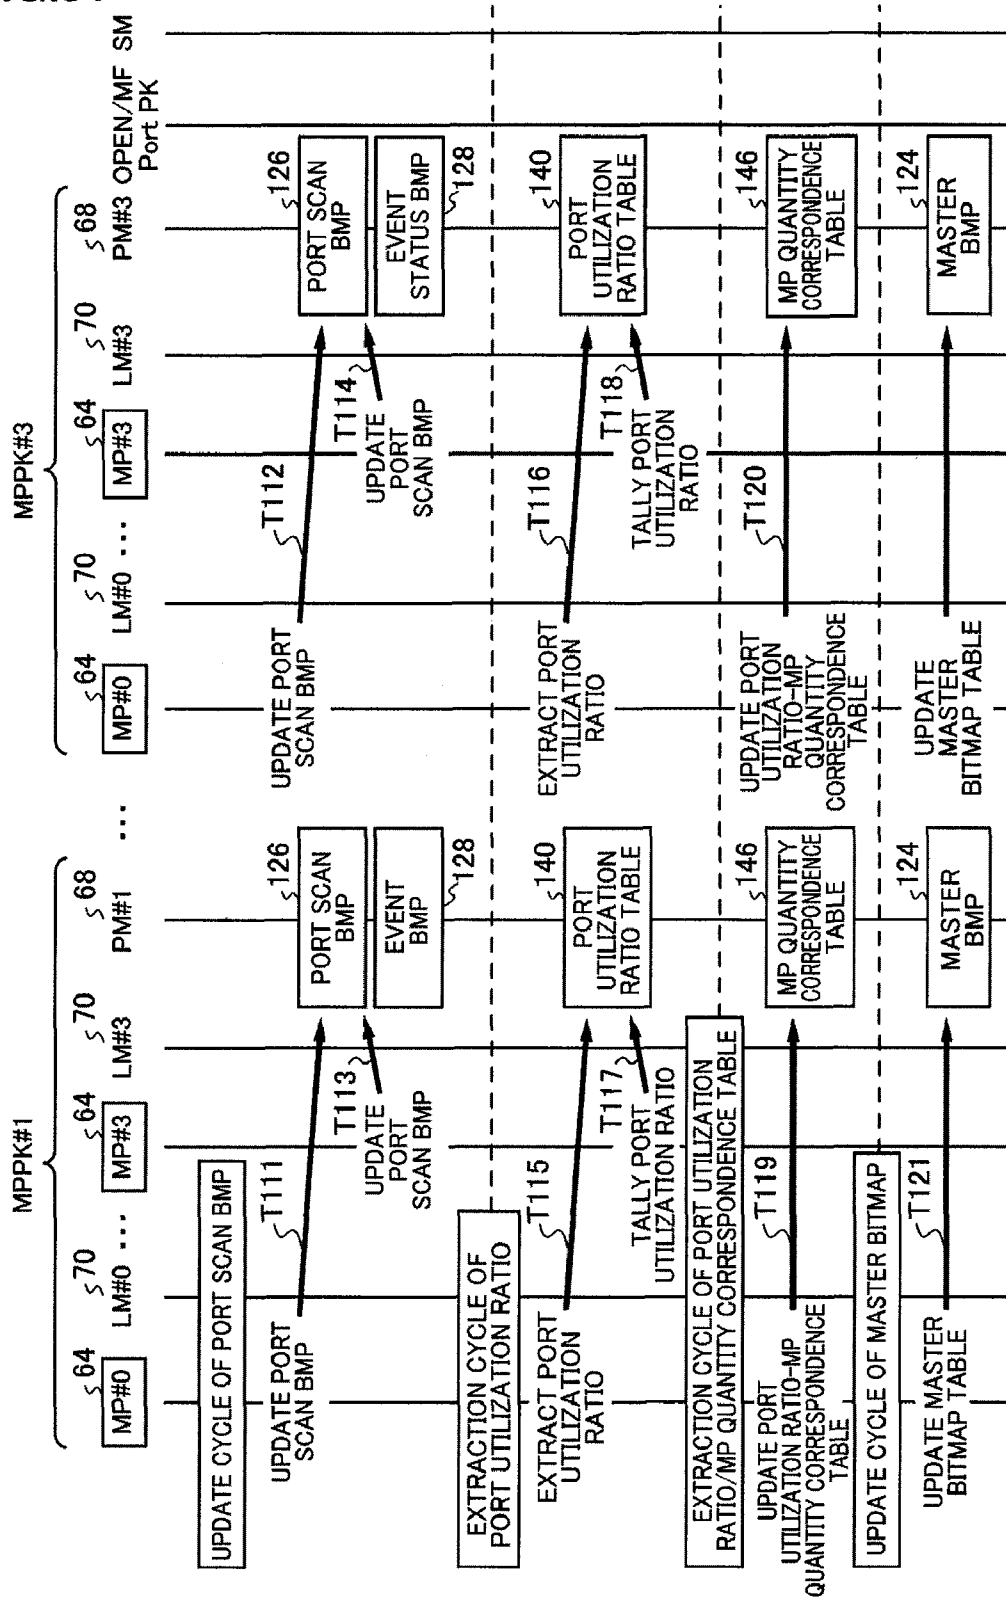 MPPK#1
MPPK#3
64
70
64
70
68
64
70
64
70
68
MP#0
LM#0
...
MP#3
LM#3
PM#1
...
MP#0
LM#0
...
MP#3
LM#3
PM#3
OPEN/MF
Port PK
SM
UPDATE CYCLE OF PORT SCAN BMP
UPDATE PORT
SCAN BMP
T111
T113
UPDATE
PORT
SCAN BMP
126
PORT SCAN
BMP
EVENT
BMP
128
UPDATE PORT
SCAN BMP
T112
T114
UPDATE
PORT
SCAN BMP
126
PORT SCAN
BMP
EVENT
STATUS BMP
128
EXTRACTION CYCLE OF
PORT UTILIZATION RATIO
EXTRACT PORT
UTILIZATION
RATIO
T115
T117
TALLY PORT
UTILIZATION RATIO
140
PORT
UTILIZATION
RATIO TABLE
EXTRACT PORT
UTILIZATION
RATIO
T116
T118
TALLY PORT
UTILIZATION
RATIO
140
PORT
UTILIZATION
RATIO TABLE
EXTRACTION CYCLE OF PORT UTILIZATION
RATIO/MP QUANTITY CORRESPONDENCE TABLE
UPDATE PORT
UTILIZATION RATIO-MP
QUANTITY CORRESPONDENCE
TABLE
T119
146
MP QUANTITY
CORRESPONDENCE
TABLE
UPDATE PORT
UTILIZATION
RATIO-MP
QUANTITY
CORRESPONDENCE
TABLE
T120
146
MP QUANTITY
CORRESPONDENCE
TABLE
UPDATE CYCLE OF MASTER BITMAP
UPDATE MASTER
BITMAP TABLE
T121
124
MASTER
BMP
UPDATE
MASTER
BITMAP TABLE
124
MASTER
BMP